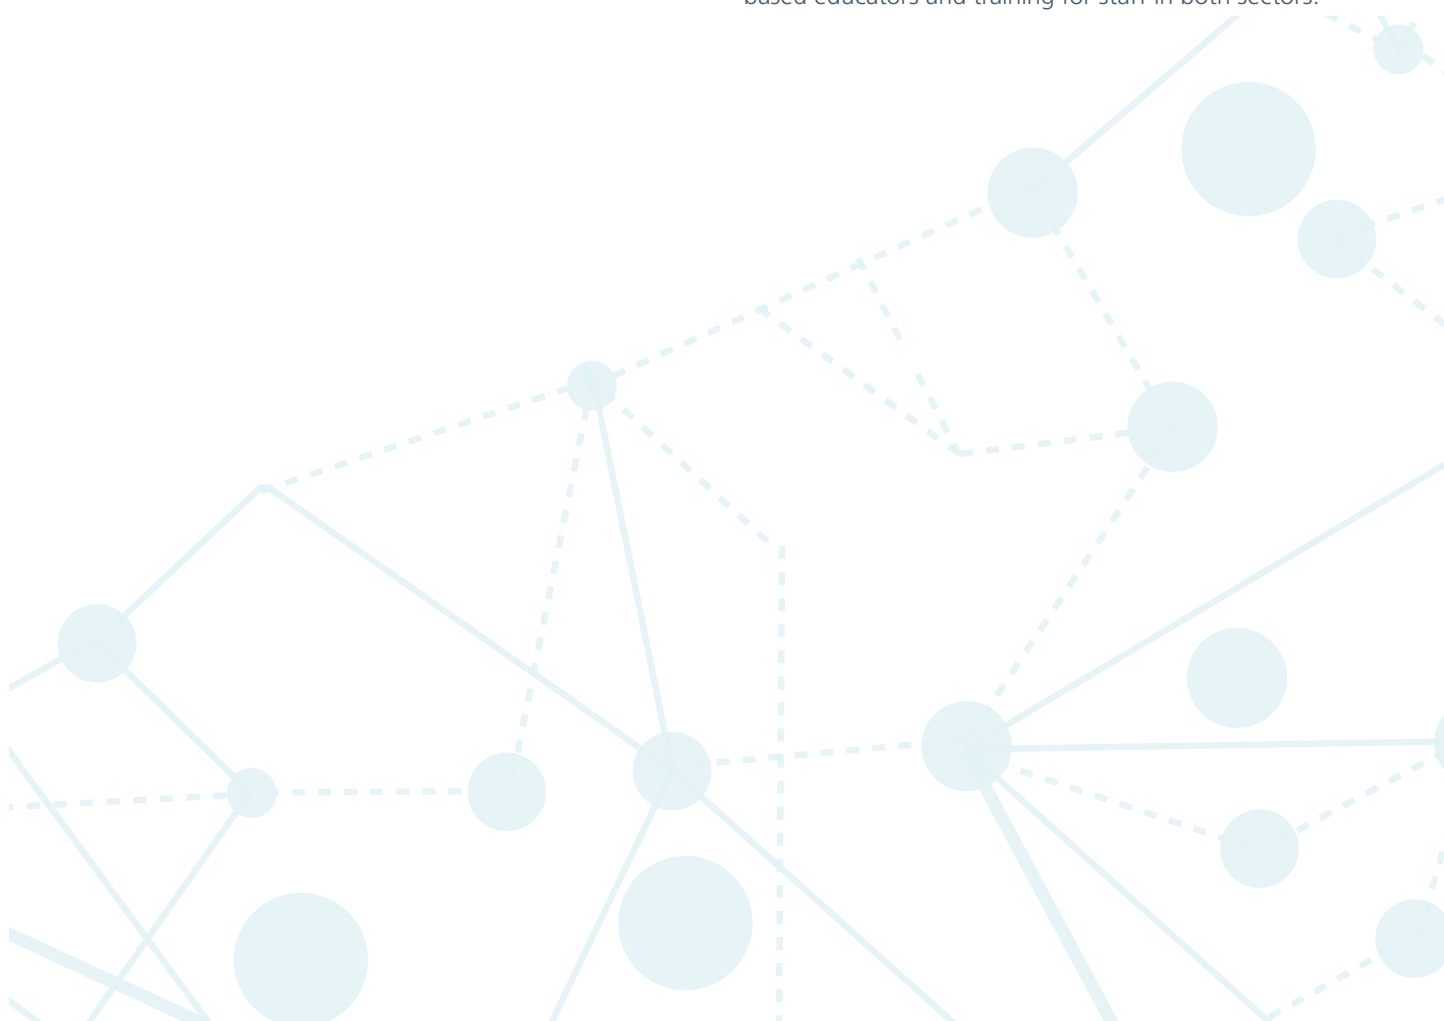 based educators and training for staff in both sectors.